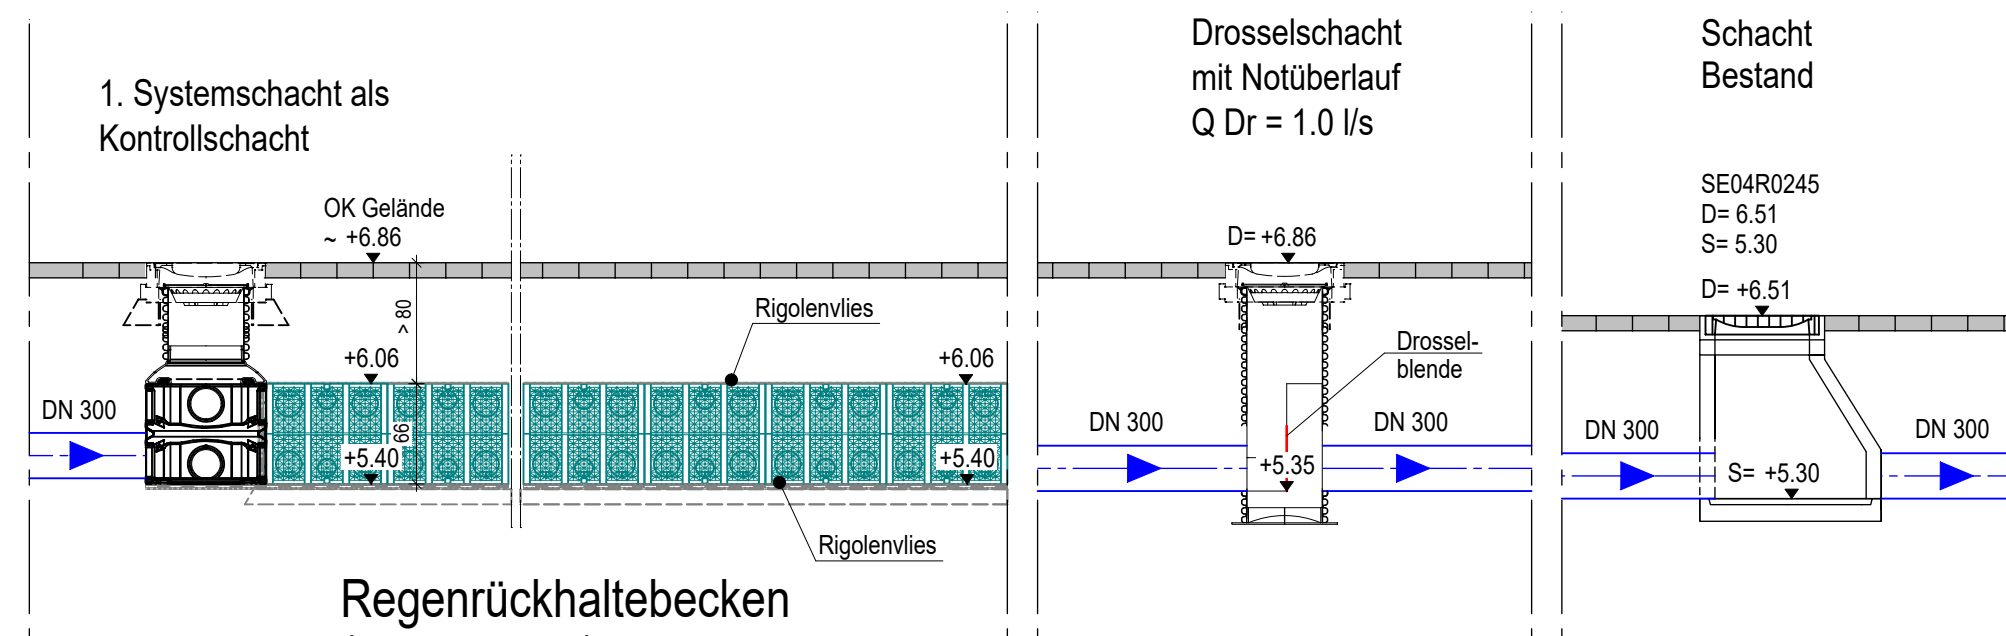 1. Systemschacht als
Kontrollschacht
OK Gelände
~ +6.86
> 80
+6.06
Rigolenvlies
+6.06
DN 300
66
+5.40
+5.40
Rigolenvlies
Regenrückhaltebecken
Drosselschacht
mit Notüberlauf
Q Dr = 1.0 l/s
D= +6.86
Drossel-
blende
DN 300
DN 300
+5.35
Schacht
Bestand
SE04R0245
D= 6.51
S= 5.30
D= +6.51
DN 300
DN 300
S= +5.30